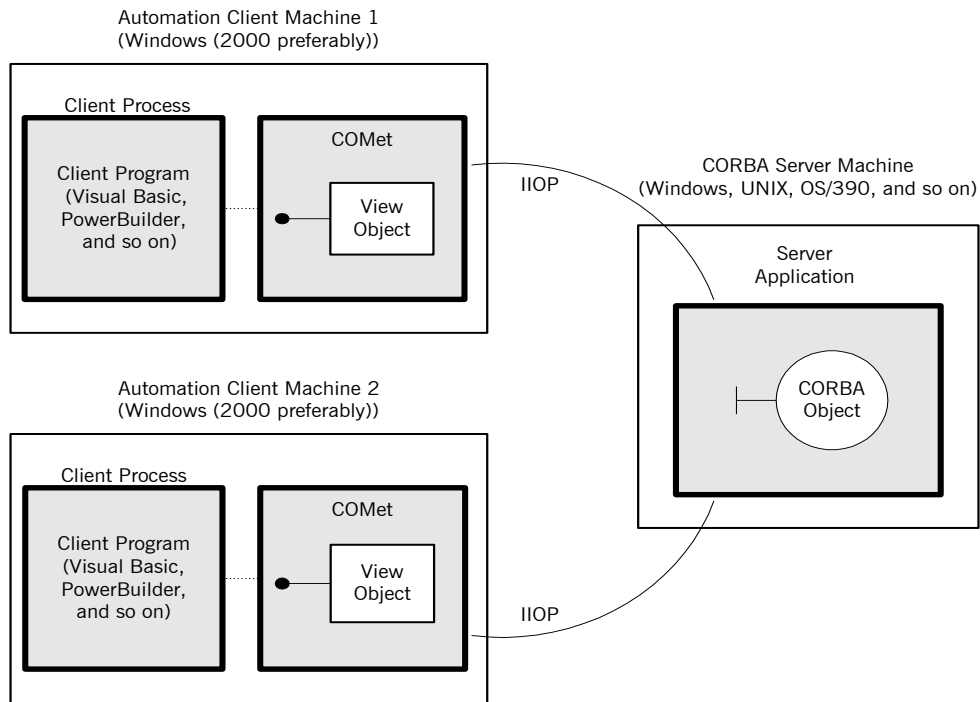 Automation Client Machine 1
(Windows (2000 preferably))
Client Process
Client Program
(Visual Basic,
PowerBuilder,
and so on)
COMet
View
Object
IIOP
CORBA Server Machine
(Windows, UNIX, OS/390, and so on)
Server
Application
CORBA
Object
Automation Client Machine 2
(Windows (2000 preferably))
Client Process
Client Program
(Visual Basic,
PowerBuilder,
and so on)
COMet
View
Object
IIOP